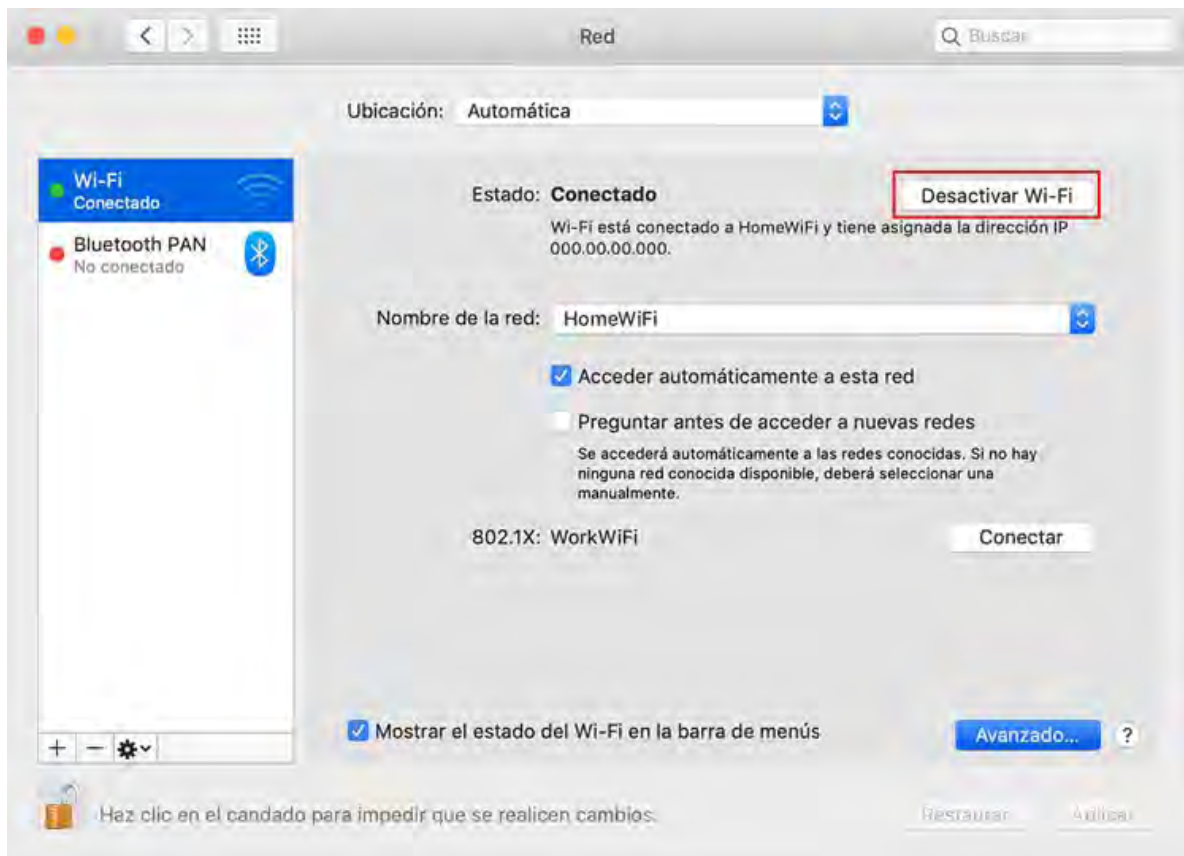 Red
Buscar
Ubicación: Automática
Wi-Fi
Conectado
Bluetooth PAN
No conectado
Estado: Conectado
Desactivar Wi-Fi
Wi-Fi está conectado a HomeWiFi y tiene asignada la dirección IP
000.00.00.000.
Nombre de la red: HomeWiFi
Acceder automáticamente a esta red
Preguntar antes de acceder a nuevas redes
Se accederá automáticamente a las redes conocidas. Si no hay
ninguna red conocida disponible, deberá seleccionar una
manualmente.
802.1X: WorkWiFi
Conectar
Mostrar el estado del Wi-Fi en la barra de menús
Avanzado...
?
Haz clic en el candado para impedir que se realicen cambios.
Restaurar
Aplicar